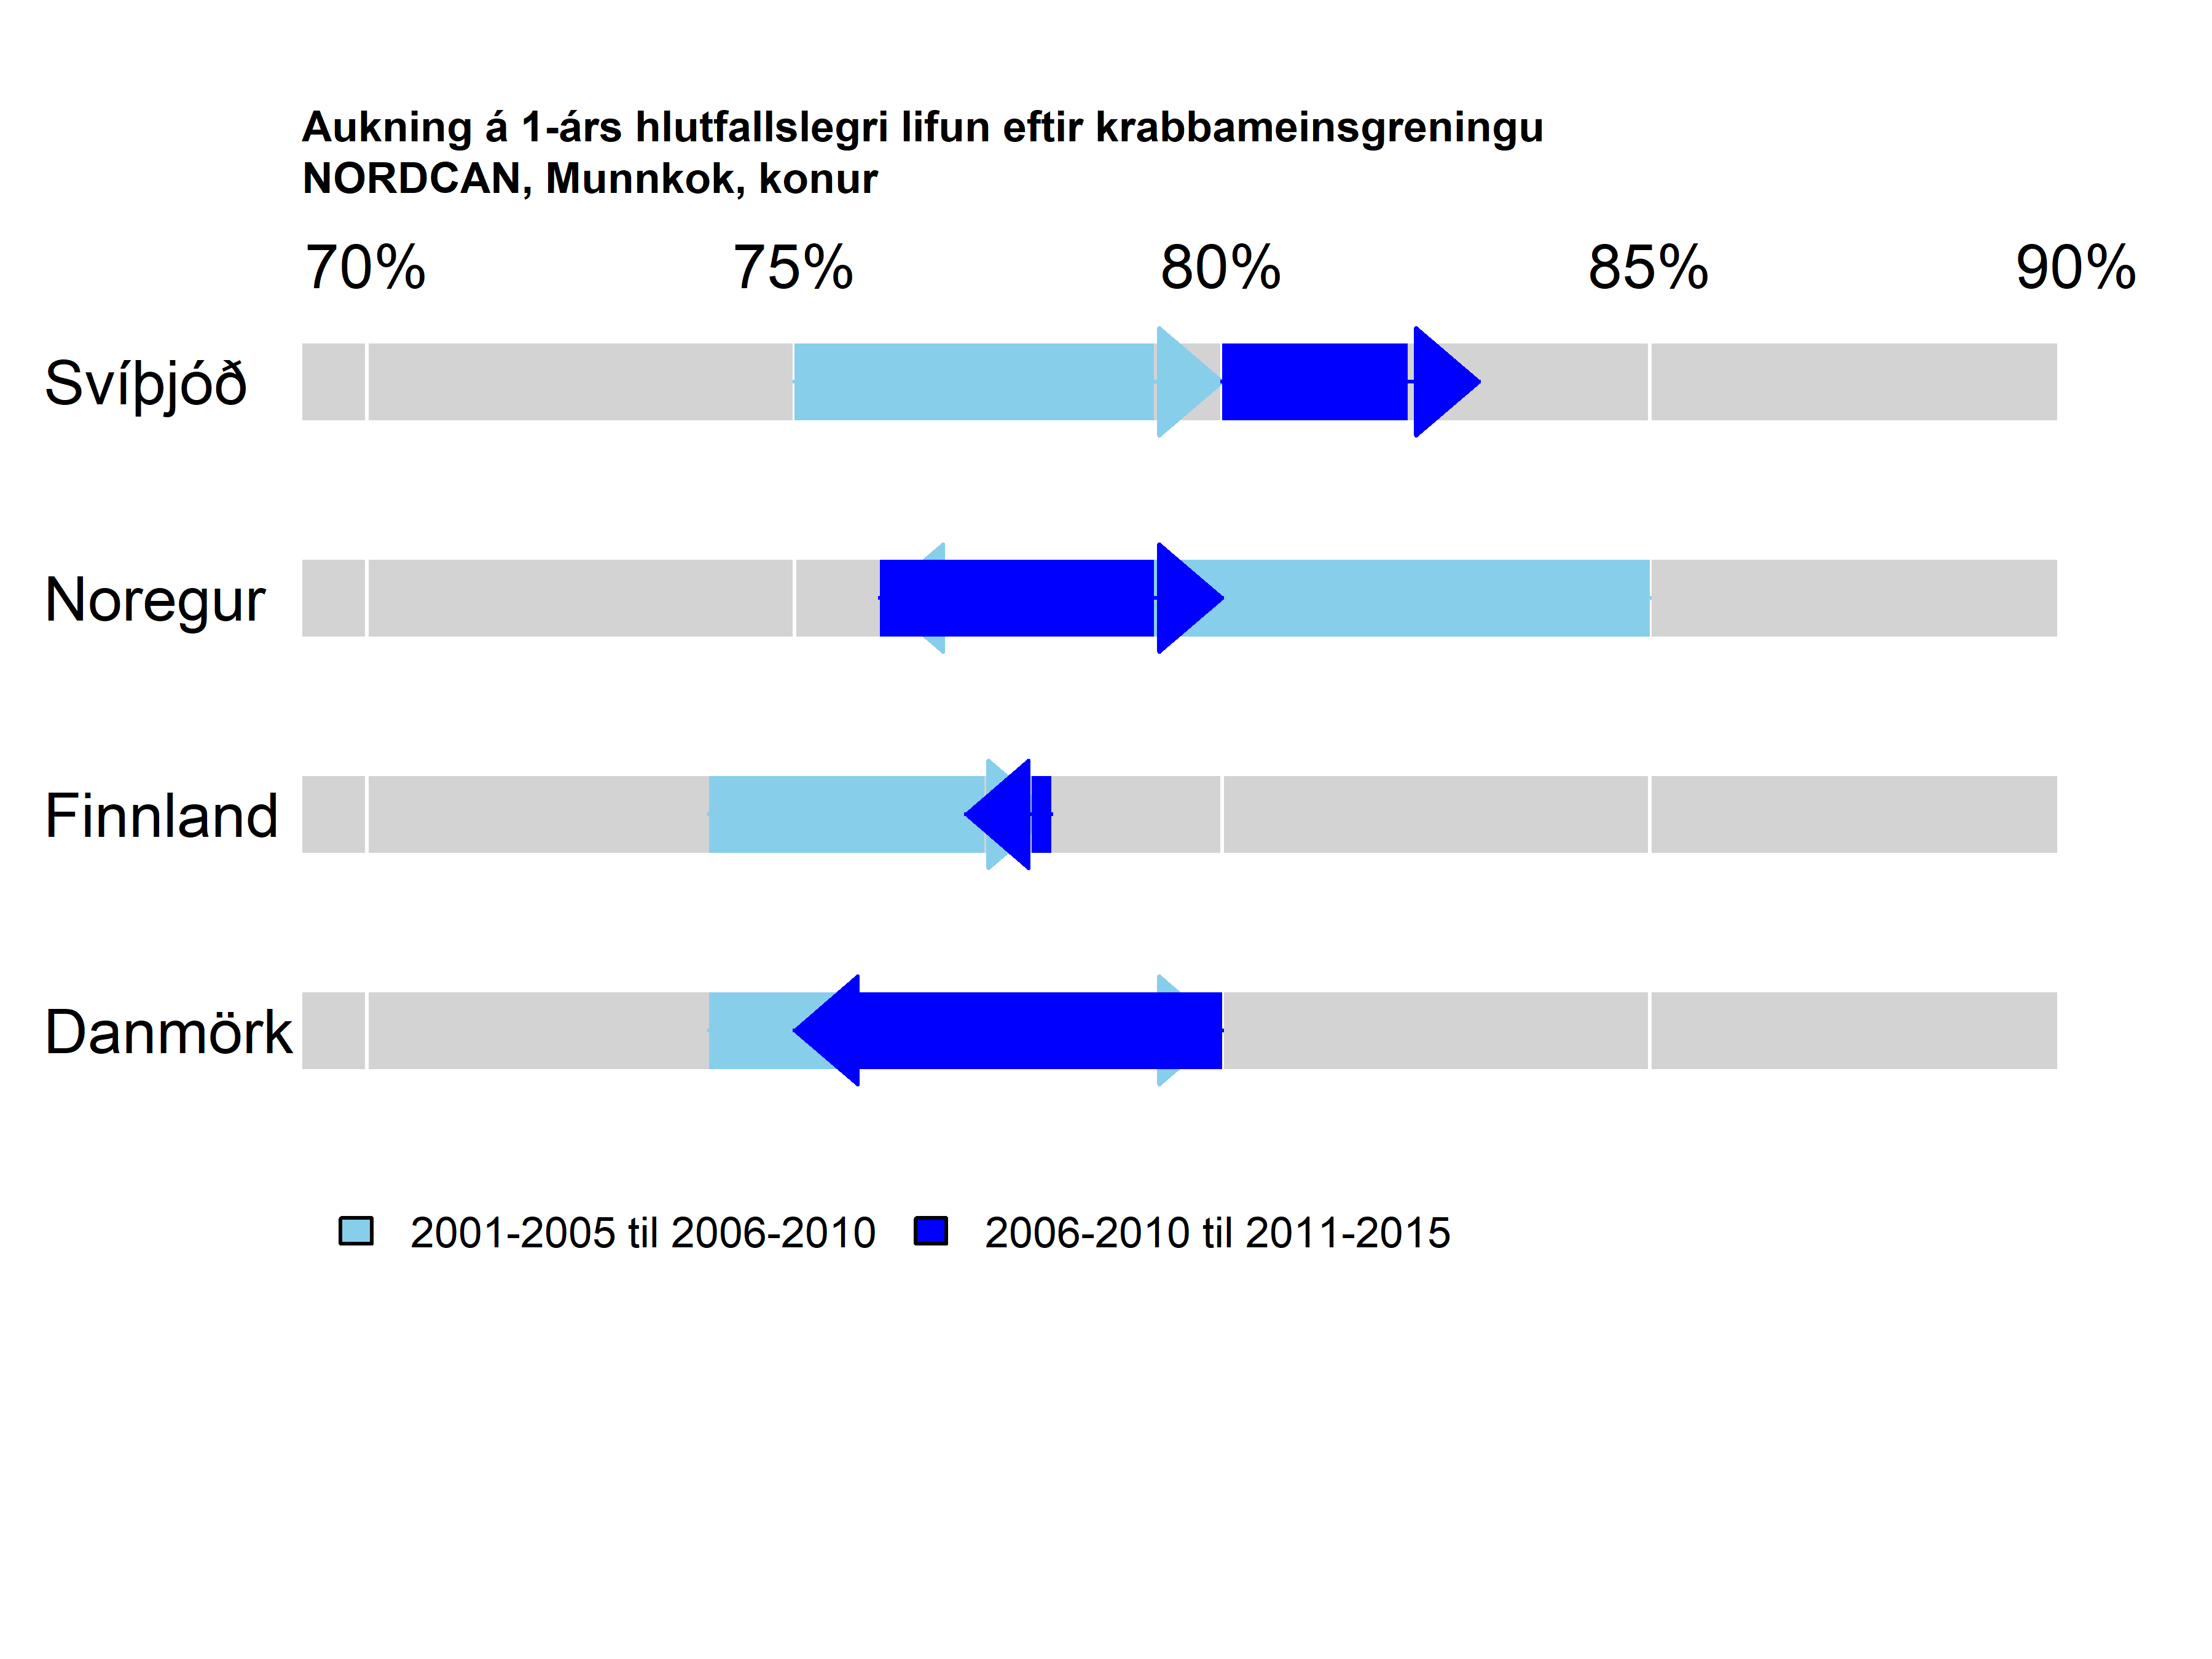 Aukning á 1-árs hlutfallslegri lifun eftir krabbameinsgreningu
NORDCAN, Munnkok, konur
70% 75% 80% 85% 90%
Svíþjóð
Noregur
Finnland
Danmörk
2001-2005 til 2006-2010 2006-2010 til 2011-2015